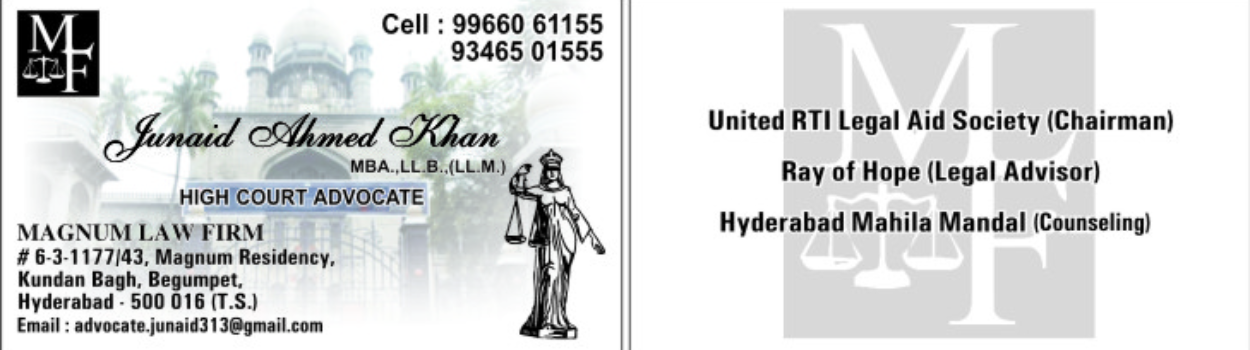 MLF
Cell : 99660 61155
93465 01555
Junaid Ahmed Khan
MBA.,LL.B.,(LL.M.)
HIGH COURT ADVOCATE
MAGNUM LAW FIRM
# 6-3-1177/43, Magnum Residency,
Kundan Bagh, Begumpet,
Hyderabad - 500 016 (T.S.)
Email : advocate.junaid313@gmail.com
MLF
United RTI Legal Aid Society (Chairman)
Ray of Hope (Legal Advisor)
Hyderabad Mahila Mandal (Counseling)